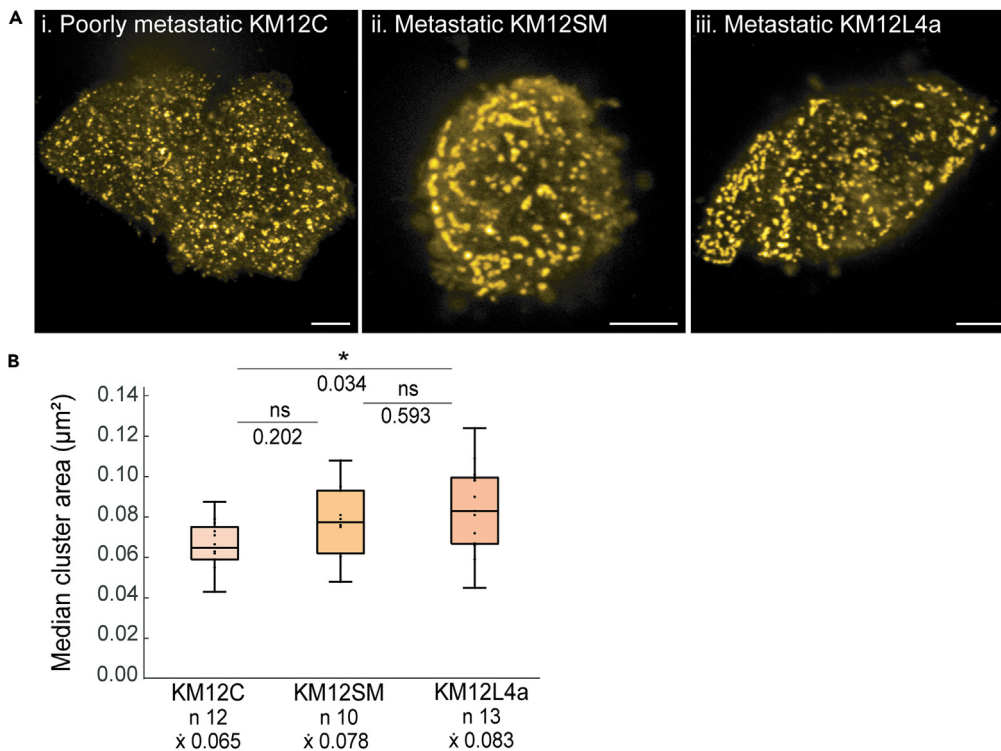 A
i. Poorly metastatic KM12C
ii. Metastatic KM12SM
iii. Metastatic KM12L4a
B
Median cluster area (µm²)
0.14
0.12
0.10
0.08
0.06
0.04
0.02
0.00
*
0.034
ns
0.202
ns
0.593
KM12C
n 12
ẋ 0.065
KM12SM
n 10
ẋ 0.078
KM12L4a
n 13
ẋ 0.083